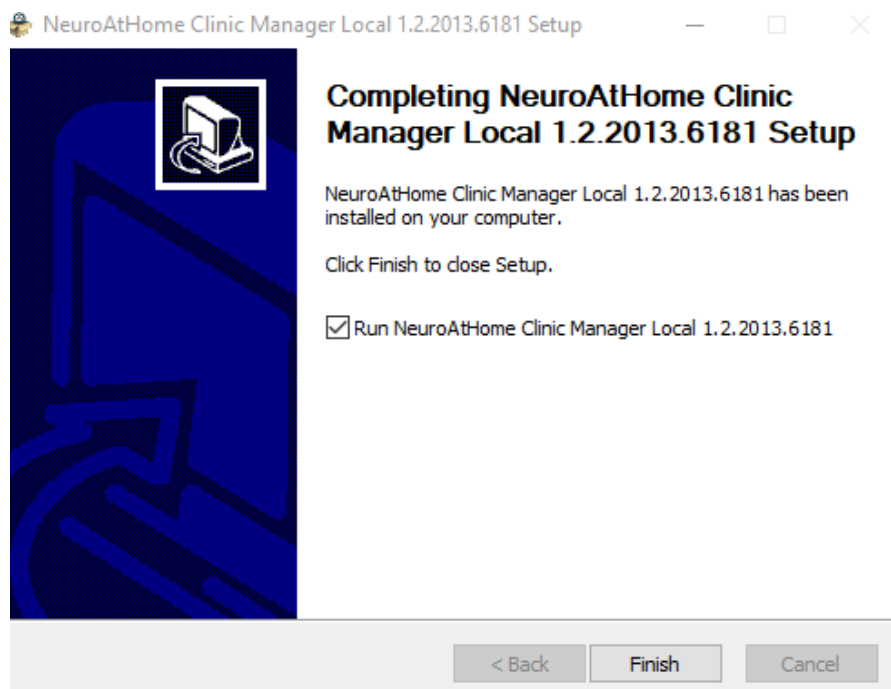 NeuroAtHome Clinic Manager Local 1.2.2013.6181 Setup
Completing NeuroAtHome Clinic
Manager Local 1.2.2013.6181 Setup
NeuroAtHome Clinic Manager Local 1.2.2013.6181 has been
installed on your computer.
Click Finish to close Setup.
Run NeuroAtHome Clinic Manager Local 1.2.2013.6181
< Back Finish Cancel